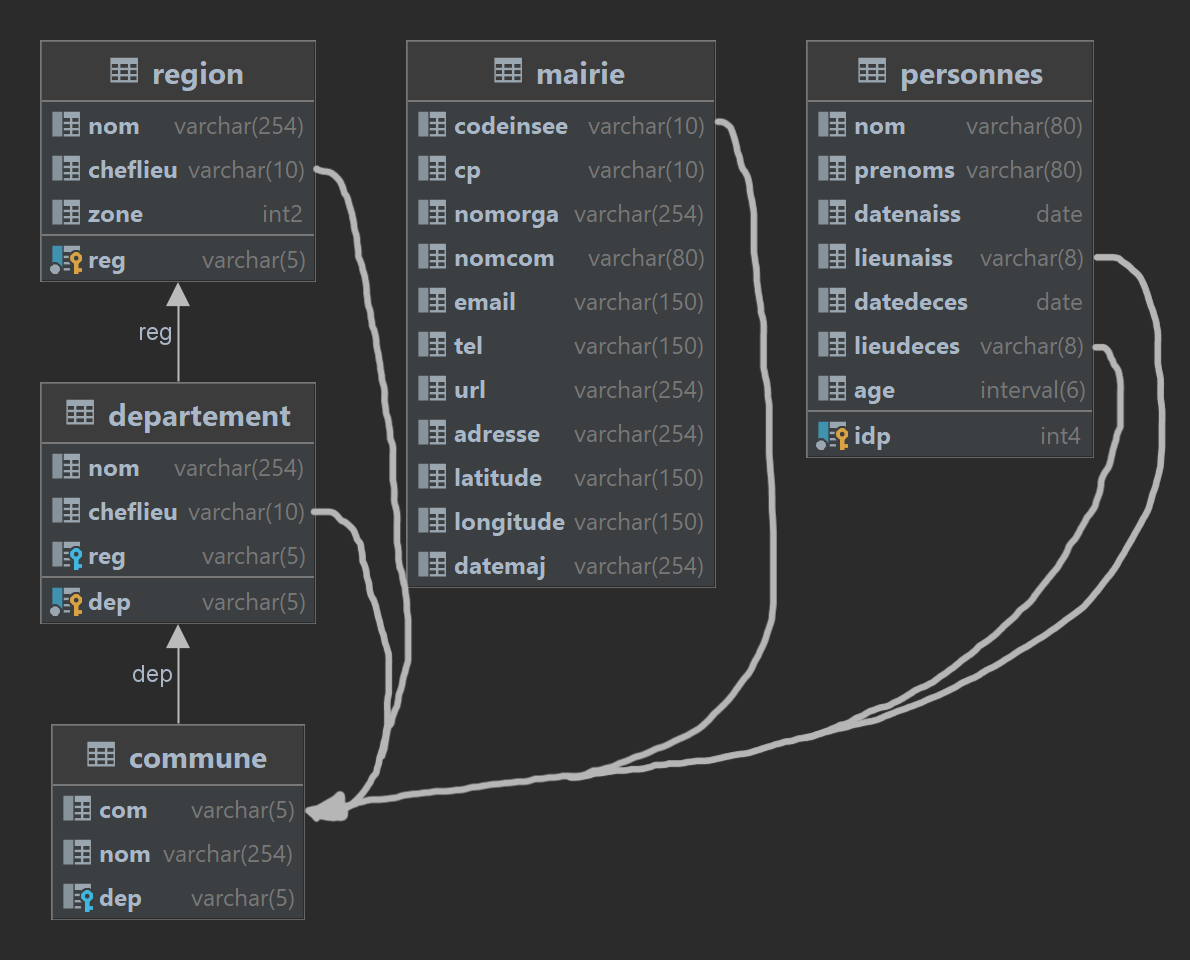 region
nom varchar(254)
cheflieu varchar(10)
zone int2
reg varchar(5)
reg
departement
nom varchar(254)
cheflieu varchar(10)
reg varchar(5)
dep varchar(5)
dep
commune
com varchar(5)
nom varchar(254)
dep varchar(5)
mairie
codeinsee varchar(10)
cp varchar(10)
nomorga varchar(254)
nomcom varchar(80)
email varchar(150)
tel varchar(150)
url varchar(254)
adresse varchar(254)
latitude varchar(150)
longitude varchar(150)
datemaj varchar(254)
personnes
nom varchar(80)
prenoms varchar(80)
datenaiss date
lieunaiss varchar(8)
datedeces date
lieudeces varchar(8)
age interval(6)
idp int4